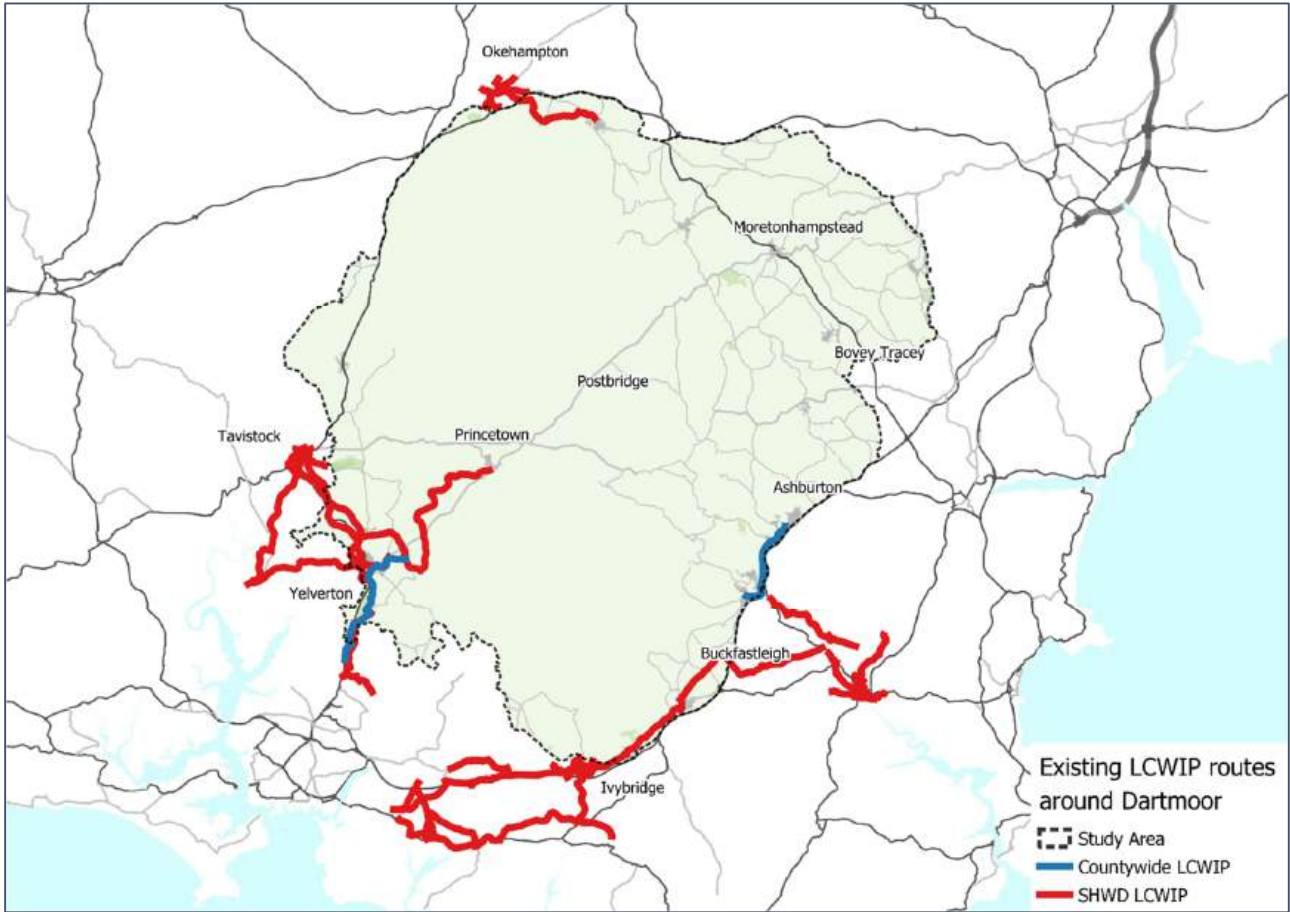 Okehampton
Moretonhampstead
Bovey Tracey
Postbridge
Tavistock
Princetown
Ashburton
Yelverton
Buckfastleigh
Ivybridge
Existing LCWIP routes
around Dartmoor
Study Area
Countywide LCWIP
SHWD LCWIP